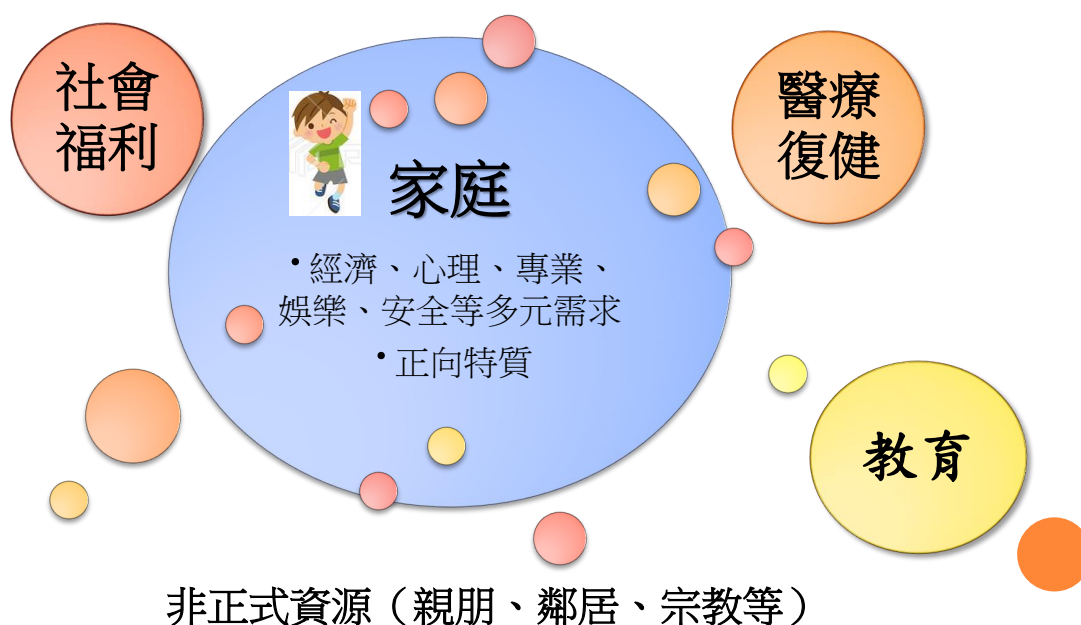 社會
福利
醫療
復健
家庭
•經濟、心理、專業、
娛樂、安全等多元需求
•正向特質
教育
非正式資源（親朋、鄰居、宗教等）